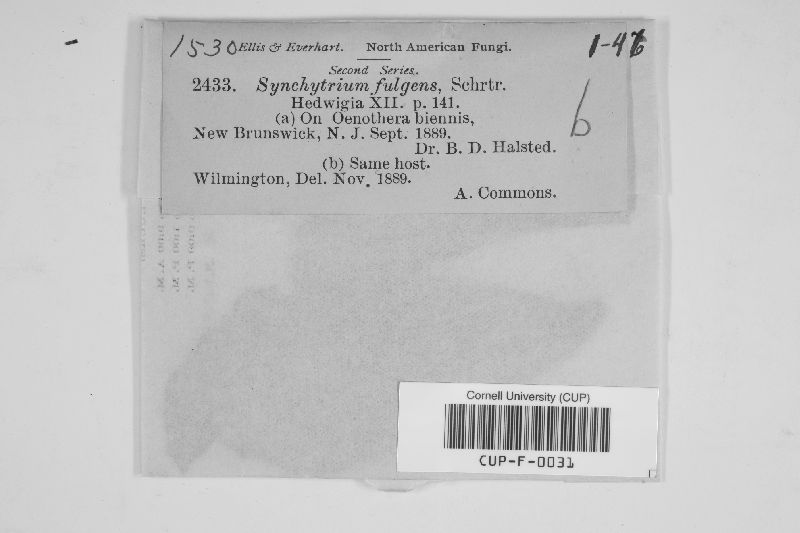 1530 Ellis & Everhart. North American Fungi. 1-46
Second Series.
2433. Synchytrium fulgens, Schrtr.
Hedwigia XII. p. 141.
(a) On Oenothera biennis,
New Brunswick, N. J. Sept. 1889.
Dr. B. D. Halsted.
b
(b) Same host.
Wilmington, Del. Nov. 1889.
A. Commons.
Cornell University (CUP)
CUP-F-0031